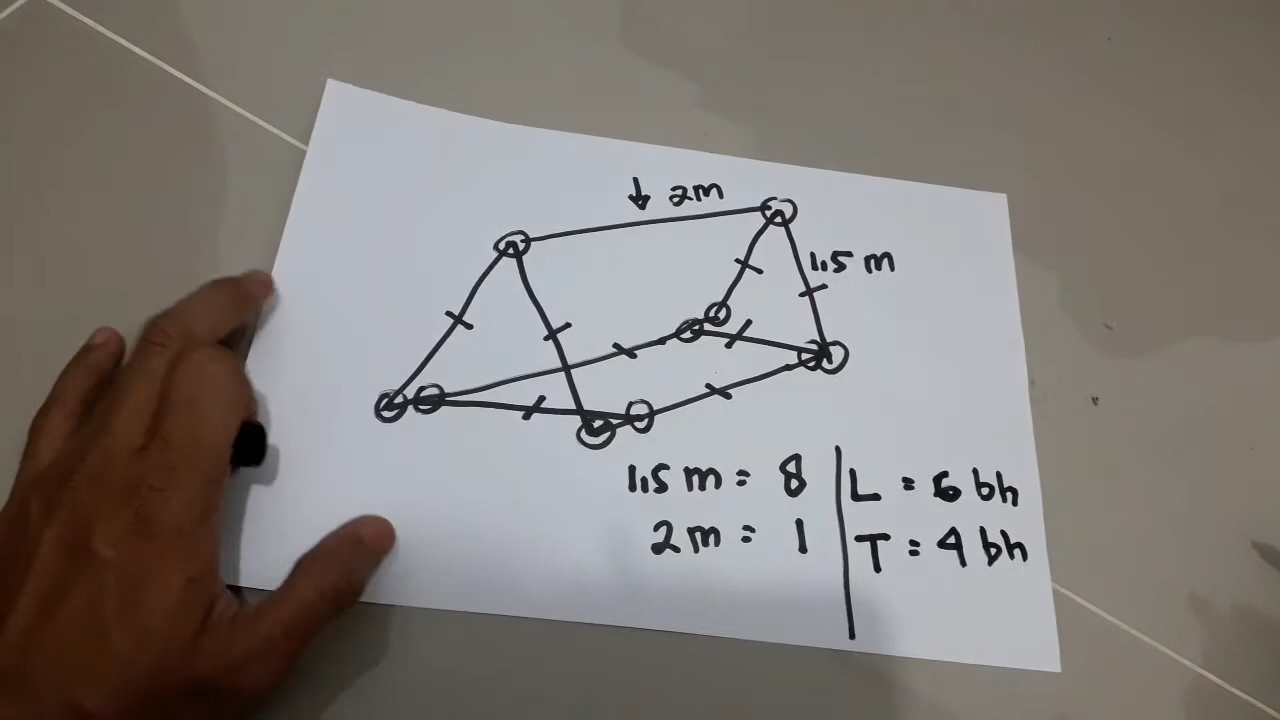 ↓ 2m
1.5 m
1.5 m = 8
2m = 1
L = 6 bh
T = 4 bh